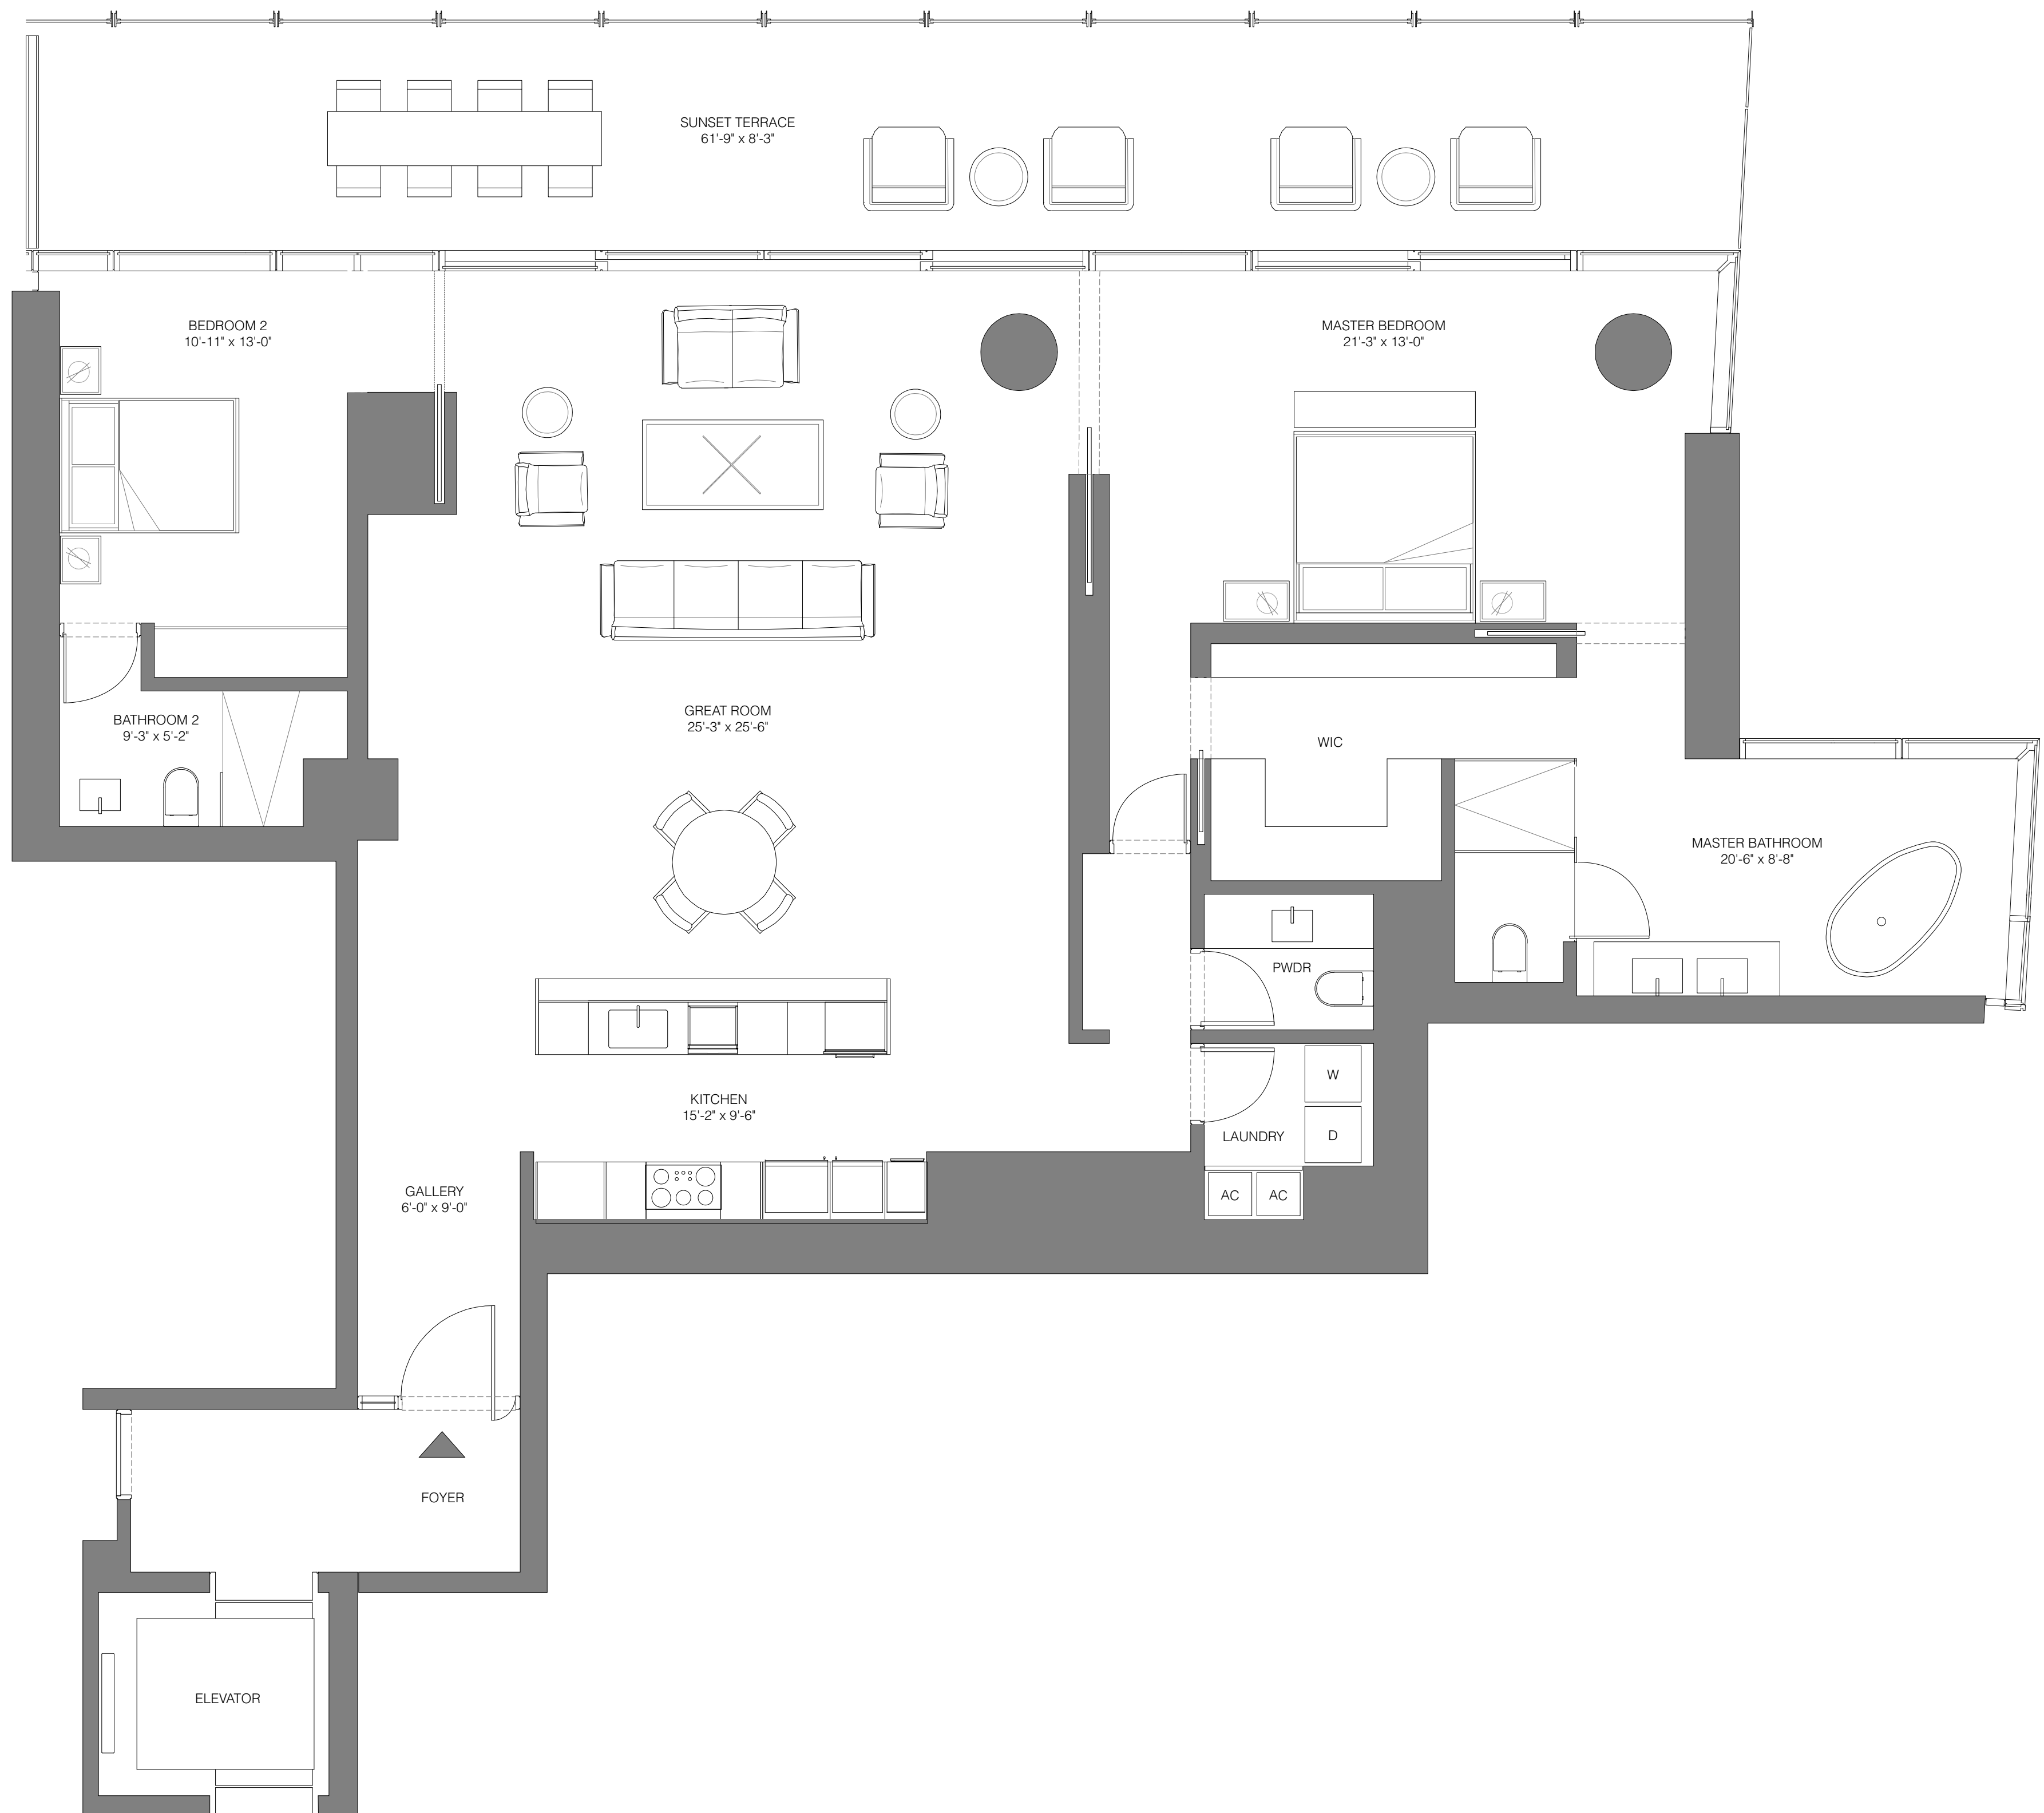 SUNSET TERRACE
61'-9" x 8'-3"
BEDROOM 2
10'-11" x 13'-0"
MASTER BEDROOM
21'-3" x 13'-0"
GREAT ROOM
25'-3" x 25'-6"
BATHROOM 2
9'-3" x 5'-2"
WIC
MASTER BATHROOM
20'-6" x 8'-8"
PWDR
KITCHEN
15'-2" x 9'-6"
W
LAUNDRY
D
GALLERY
6'-0" x 9'-0"
AC
AC
FOYER
ELEVATOR